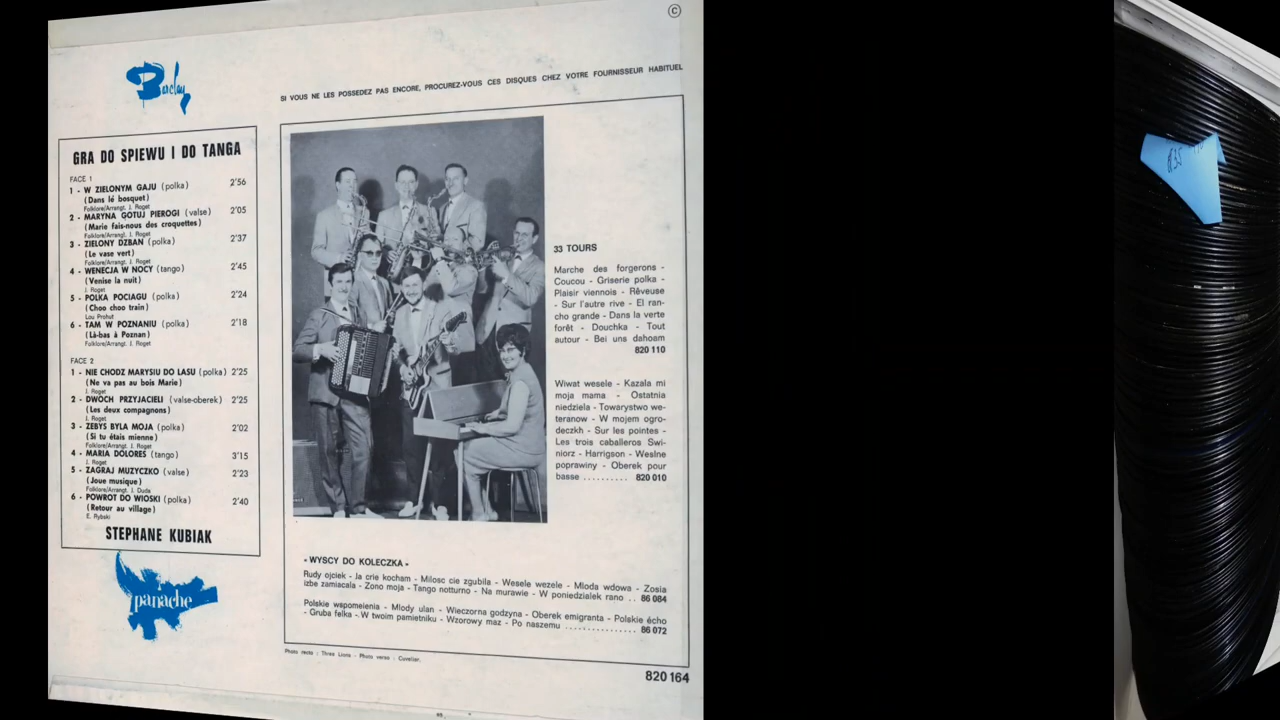 ©
Barclay
SI VOUS NE LES POSSEDEZ PAS ENCORE, PROCUREZ-VOUS CES DISQUES CHEZ VOTRE FOURNISSEUR HABITUEL
GRA DO SPIEWU I DO TANGA
FACE 1
1 - W ZIELONYM GAJU (polka) 2'56
(Dans lé bosquet)
Folklore/Arrangt. J. Roget
2 - MARYNA GOTUJ PIEROGI (valse) 2'05
(Marie fais-nous des croquettes)
Folklore/Arrangt. J. Roget
3 - ZIELONY DZBAN (polka) 2'37
(Le vase vert)
Folklore/Arrangt. J. Roget
4 - WENECJA W NOCY (tango) 2'45
(Venise la nuit)
J. Roget
5 - POLKA POCIAGU (polka) 2'24
(Choo choo train)
Lou Prohut
6 - TAM W POZNANIU (polka) 2'18
(Là-bas à Poznan)
Folklore/Arrangt. J. Roget
FACE 2
1 - NIE CHODZ MARYSIU DO LASU (polka) 2'25
(Ne va pas au bois Marie)
J. Roget
2 - DWOCH PRZYJACIELI (valse-oberek) 2'25
(Les deux compagnons)
J. Roget
3 - ZEBYS BYLA MOJA (polka) 2'02
(Si tu étais mienne)
Folklore/Arrangt. J. Roget
4 - MARIA DOLORES (tango) 3'15
J. Roget
5 - ZAGRAJ MUZYCZKO (valse) 2'23
(Joue musique)
Folklore/Arrangt. J. Duda
6 - POWROT DO WIOSKI (polka) 2'40
(Retour au village)
E. Rybski
STEPHANE KUBIAK
panache
33 TOURS
Marche des forgerons -
Coucou - Griserie polka -
Plaisir viennois - Rêveuse
- Sur l'autre rive - El ran-
cho grande - Dans la verte
forêt - Douchka - Tout
autour - Bei uns dahoam
820 110
Wiwat wesele - Kazala mi
moja mama - Ostatnia
niedziela - Towarystwo we-
teranow - W mojem ogro-
deczkh - Sur les pointes -
Les trois caballeros Swi-
niorz - Harrigson - Weslne
poprawiny - Oberek pour
basse .......... 820 010
« WYSCY DO KOLECZKA »
Rudy ojciek - Ja crie kocham - Milosc cie zgubila - Wesele wezele - Mloda wdowa - Zosia
izbe zamiacala - Zono moja - Tango notturno - Na murawie - W poniedzialek rano .. 86 084
Polskie wspomeienia - Mlody ulan - Wieczorna godzyna - Oberek emigranta - Polskie écho
- Gruba felka - W twoim pamietniku - Wzorowy maz - Po naszemu ................ 86 072
Photo recto : Three Lions - Photo verso : Cuvelier.
820 164